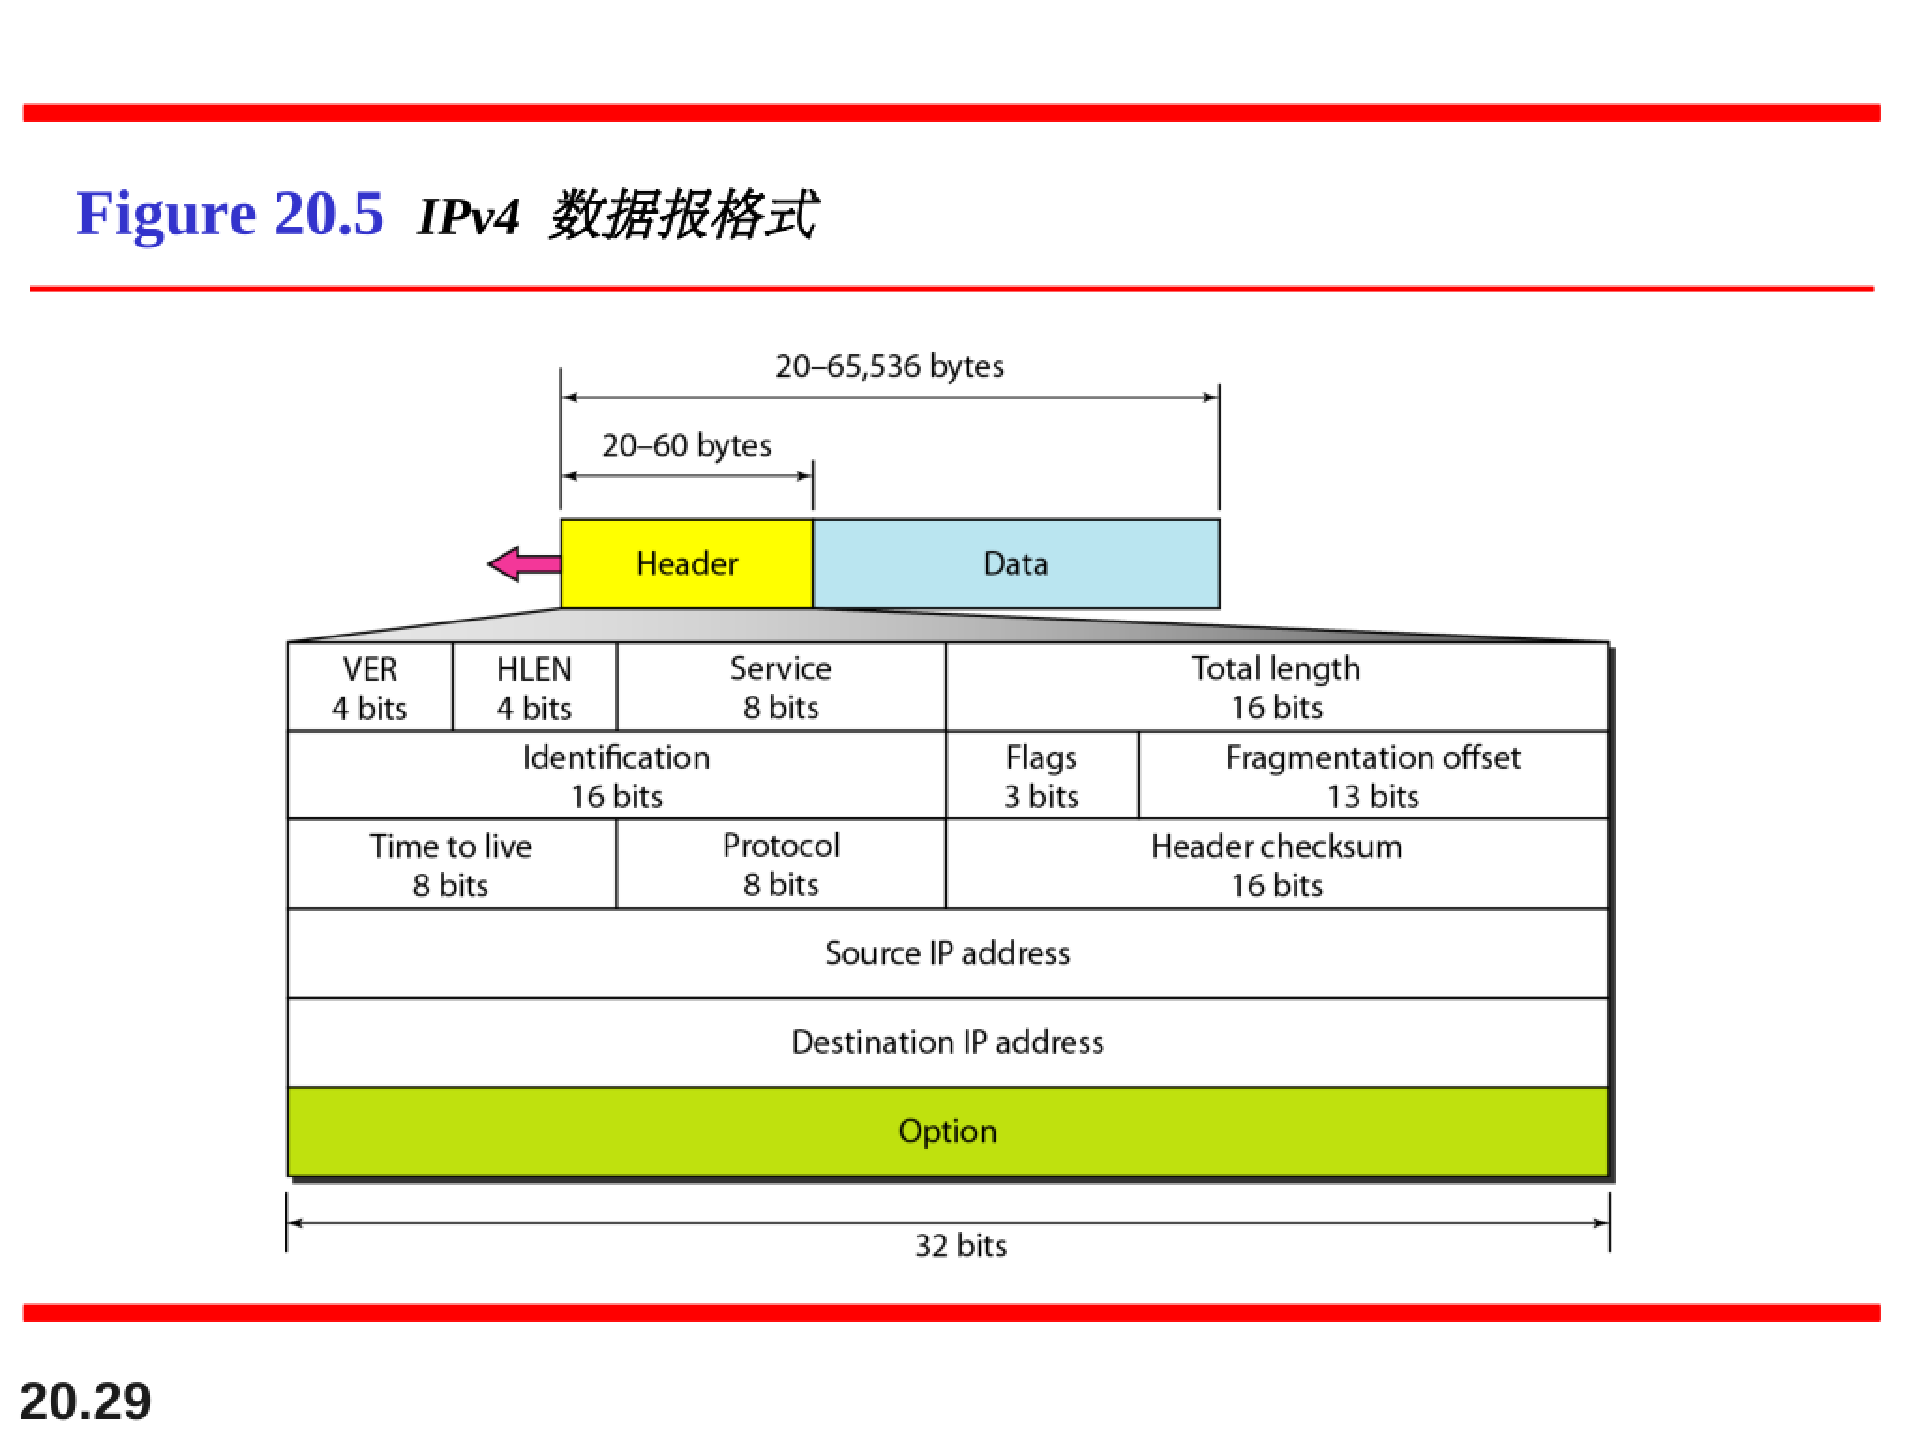 Figure 20.5 IPv4 数据报格式
20–65,536 bytes
20–60 bytes
Header Data
VER HLEN Service Total length
4 bits 4 bits 8 bits 16 bits
Identification Flags Fragmentation offset
16 bits 3 bits 13 bits
Time to live Protocol Header checksum
8 bits 8 bits 16 bits
Source IP address
Destination IP address
Option
32 bits
20.29